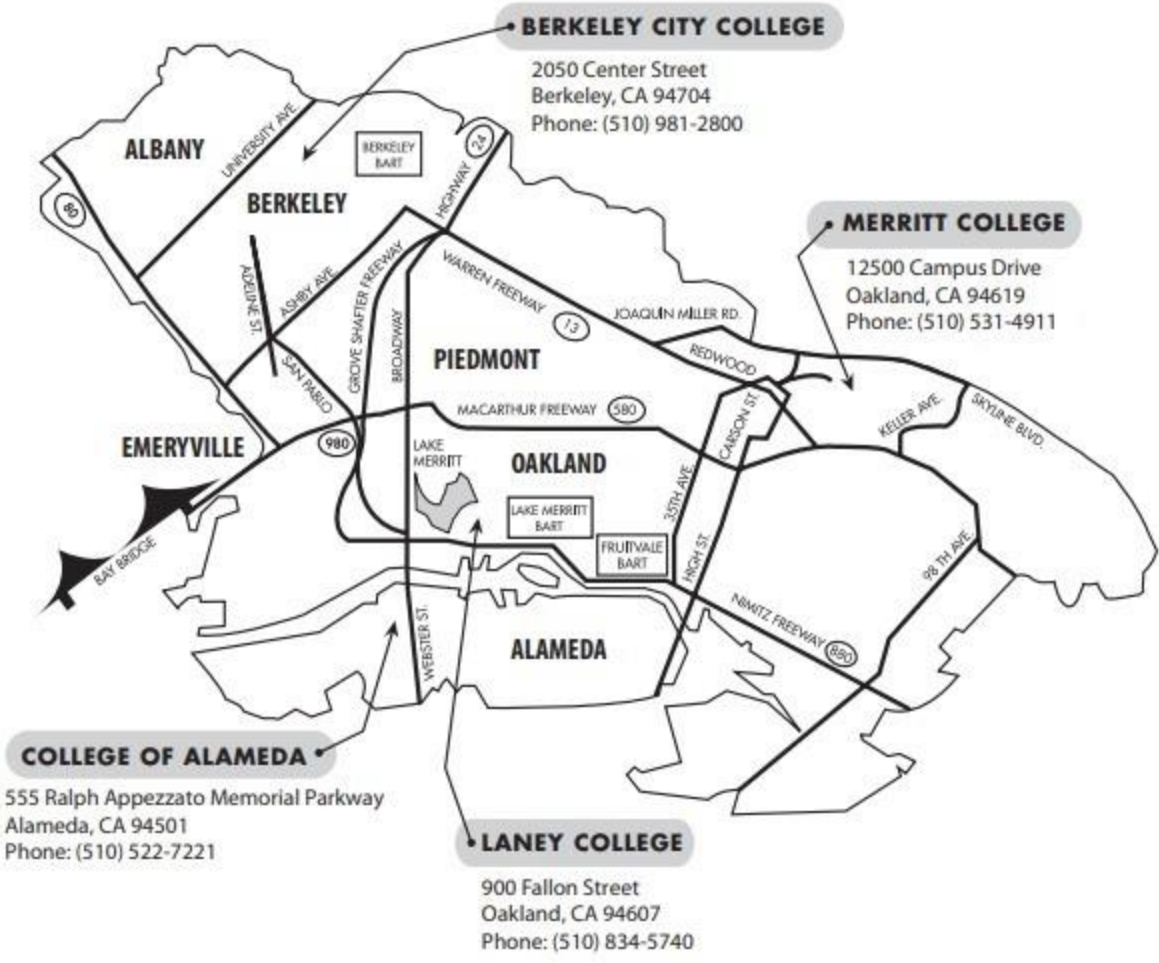 BERKELEY CITY COLLEGE
2050 Center Street
Berkeley, CA 94704
Phone: (510) 981-2800
ALBANY
UNIVERSITY AVE.
BERKELEY
BART
HIGHWAY 24
80
BERKELEY
MERRITT COLLEGE
12500 Campus Drive
Oakland, CA 94619
Phone: (510) 531-4911
ADELINE ST.
ASHBY AVE.
GROVE SHAFTER FREEWAY
BROADWAY
WARREN FREEWAY 13
JOAQUIN MILLER RD.
REDWOOD
PIEDMONT
SAN PABLO
MACARTHUR FREEWAY 580
CARSON ST.
KELLER AVE.
SKYLINE BLVD.
EMERYVILLE
980
LAKE
MERRITT
OAKLAND
LAKE MERRITT
BART
35TH AVE.
FRUITVALE
BART
HIGH ST.
98 TH AVE.
BAY BRIDGE
NIMITZ FREEWAY 880
WEBSTER ST.
ALAMEDA
COLLEGE OF ALAMEDA
555 Ralph Appezzato Memorial Parkway
Alameda, CA 94501
Phone: (510) 522-7221
LANEY COLLEGE
900 Fallon Street
Oakland, CA 94607
Phone: (510) 834-5740